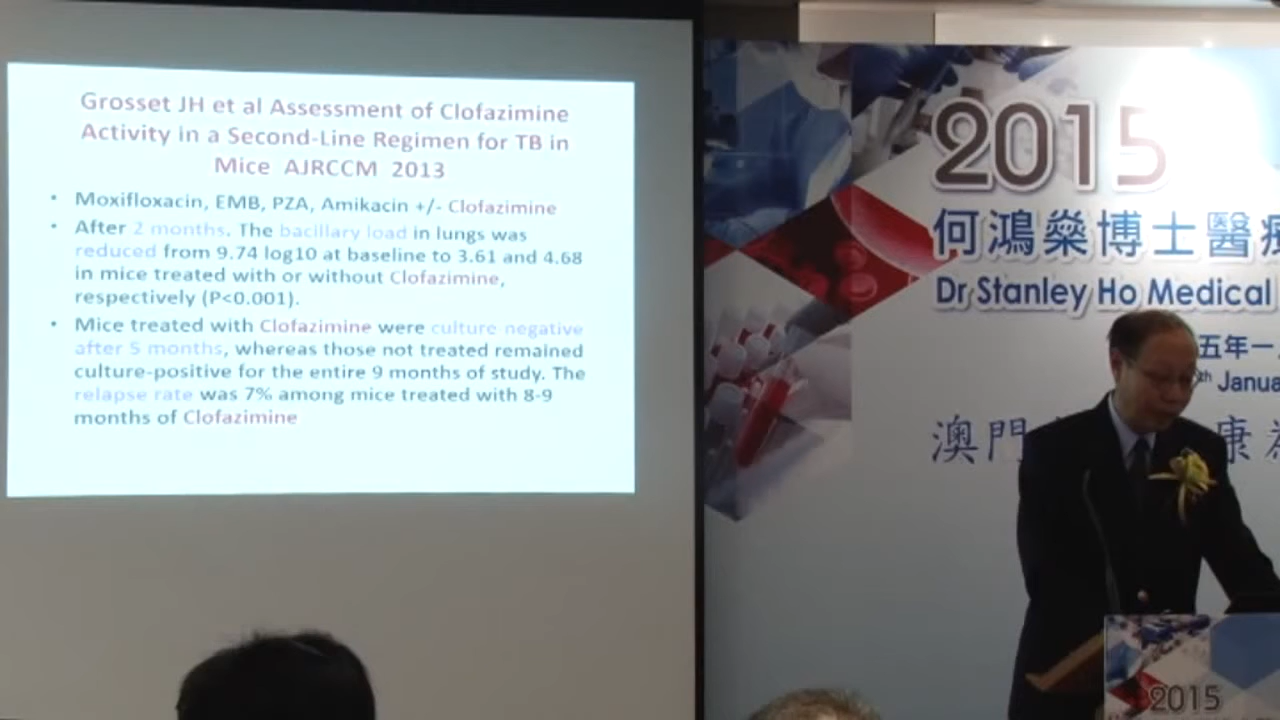 Grosset JH et al Assessment of Clofazimine
Activity in a Second-Line Regimen for TB in
Mice AJRCCM 2013
• Moxifloxacin, EMB, PZA, Amikacin +/- Clofazimine
• After 2 months. The bacillary load in lungs was
reduced from 9.74 log10 at baseline to 3.61 and 4.68
in mice treated with or without Clofazimine,
respectively (P<0.001).
• Mice treated with Clofazimine were culture negative
after 5 months, whereas those not treated remained
culture-positive for the entire 9 months of study. The
relapse rate was 7% among mice treated with 8-9
months of Clofazimine
2015
何鴻燊博士醫療
Dr Stanley Ho Medical
五年一
th Janua
澳門
康
2015